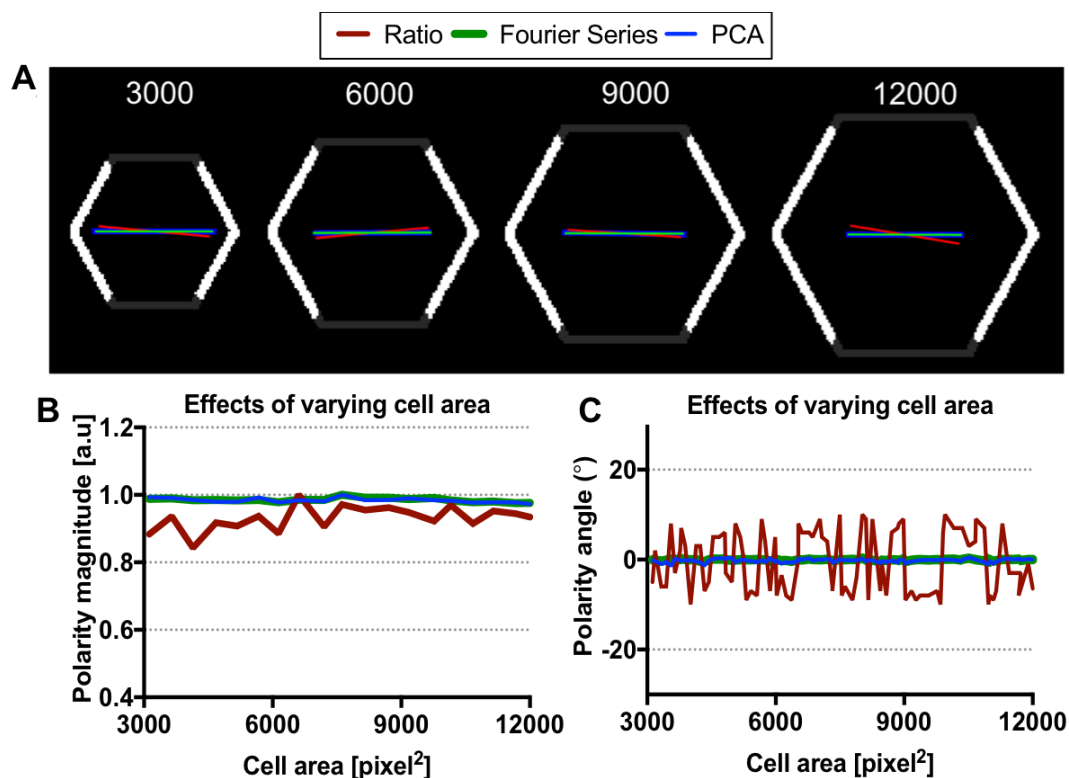 Ratio Fourier Series PCA
A
3000 6000 9000 12000
B
Effects of varying cell area
Polarity magnitude [a.u]
1.2
1.0
0.8
0.6
0.4
3000 6000 9000 12000
Cell area [pixel²]
C
Effects of varying cell area
Polarity angle (°)
20
0
-20
3000 6000 9000 12000
Cell area [pixel²]